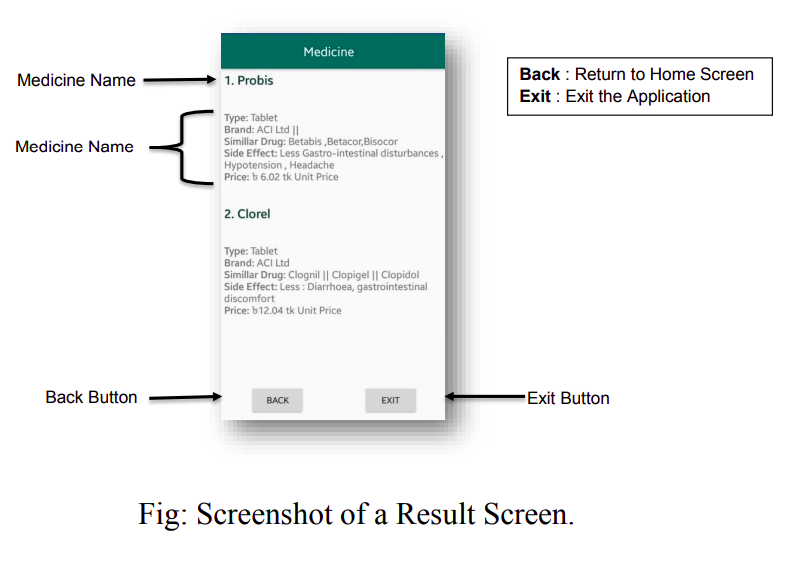 Medicine
Medicine Name
1. Probis
Back : Return to Home Screen
Exit : Exit the Application
Medicine Name
Type: Tablet
Brand: ACI Ltd ||
Simillar Drug: Betabis ,Betacor,Bisocor
Side Effect: Less Gastro-intestinal disturbances ,
Hypotension , Headache
Price: ৳ 6.02 tk Unit Price
2. Clorel
Type: Tablet
Brand: ACI Ltd
Simillar Drug: Clognil || Clopigel || Clopidol
Side Effect: Less : Diarrhoea, gastrointestinal
discomfort
Price: ৳12.04 tk Unit Price
Back Button
BACK
EXIT
Exit Button
Fig: Screenshot of a Result Screen.